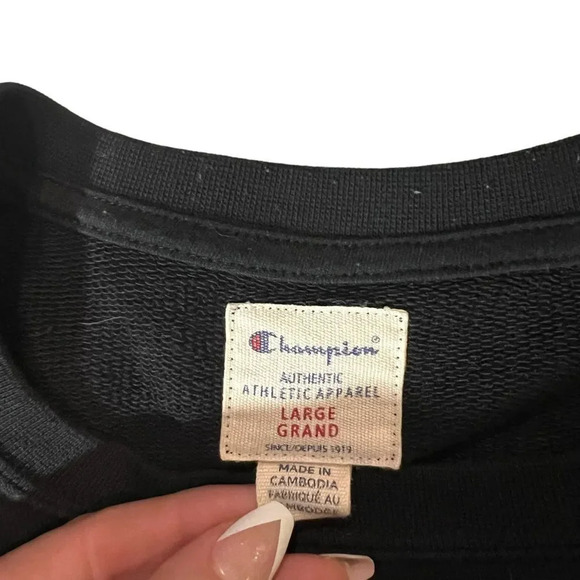 Champion®
AUTHENTIC
ATHLETIC APPAREL
LARGE
GRAND
SINCE/DEPUIS 1919
MADE IN
CAMBODIA
FABRIQUÉ AU